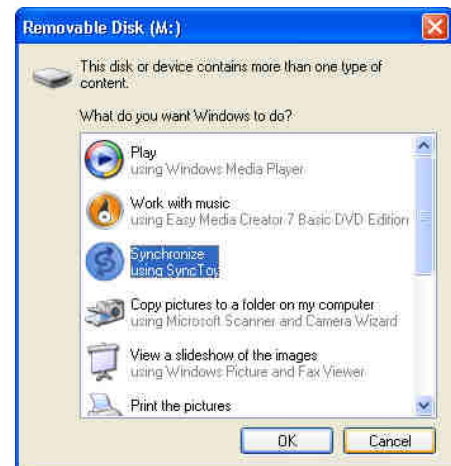 Removable Disk (M:)
This disk or device contains more than one type of
content.
What do you want Windows to do?
Play
using Windows Media Player
Work with music
using Easy Media Creator 7 Basic DVD Edition
Synchronize
using SyncToy
Copy pictures to a folder on my computer
using Microsoft Scanner and Camera Wizard
View a slideshow of the images
using Windows Picture and Fax Viewer
Print the pictures
OK
Cancel